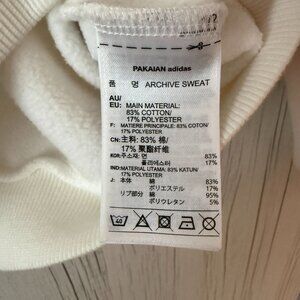 PAKAIAN adidas
품 명 ARCHIVE SWEAT
AU/
EU: MAIN MATERIAL:
83% COTTON/
17% POLYESTER
F: MATIERE PRINCIPALE: 83% COTON/
17% POLYESTER
CN:主料: 83% 棉/
17% 聚酯纤维
KOR:주소재: 면 83%
폴리에스터 17%
IND:MATERIAL UTAMA: 83% KATUN/
17% POLYESTER
J: 本体 綿 83%
ポリエステル 17%
リブ部分 綿 95%
ポリウレタン 5%
40